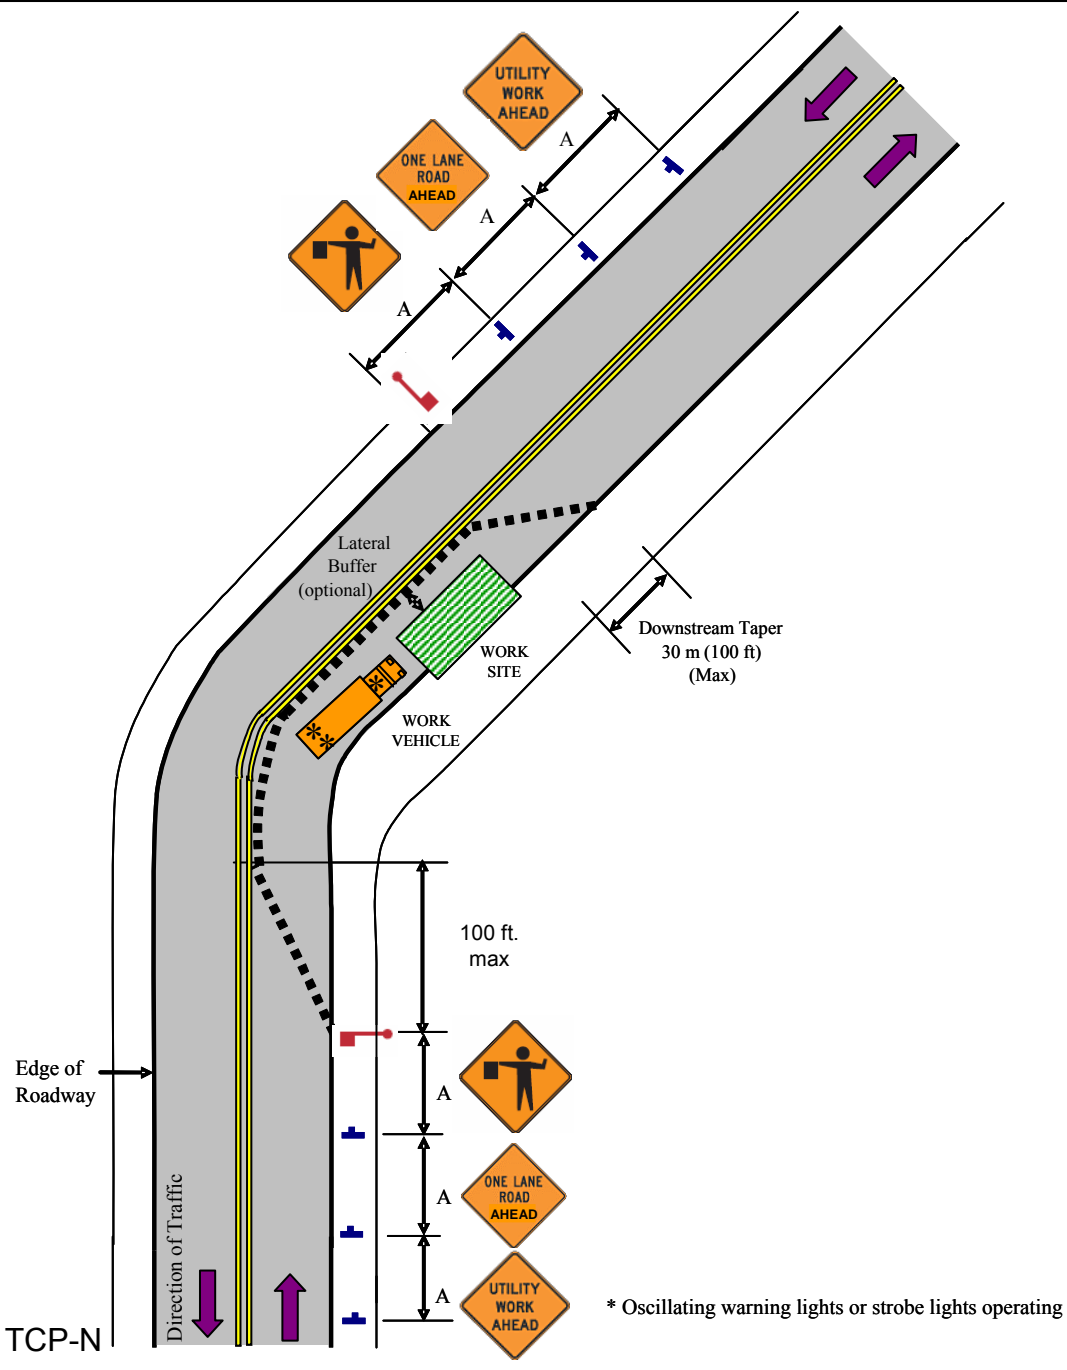 UTILITY
WORK
AHEAD
A
ONE LANE
ROAD
AHEAD
A
A
Lateral
Buffer
(optional)
WORK
SITE
Downstream Taper
30 m (100 ft)
(Max)
WORK
VEHICLE
**
*
100 ft.
max
Edge of
Roadway
A
A
ONE LANE
ROAD
AHEAD
Direction of Traffic
A
UTILITY
WORK
AHEAD
* Oscillating warning lights or strobe lights operating
TCP-N